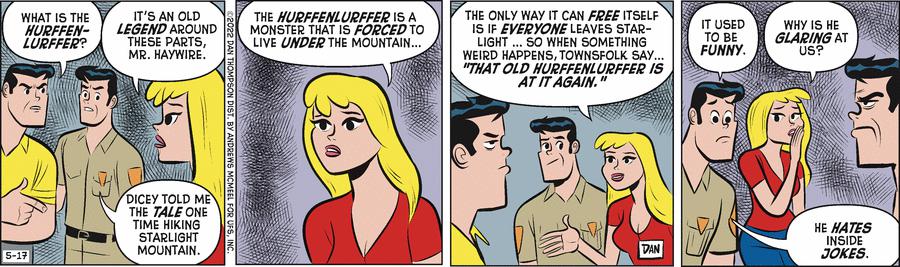 WHAT IS THE
HURFFEN-
LURFFER?
IT'S AN OLD
LEGEND AROUND
THESE PARTS,
MR. HAYWIRE.
DICEY TOLD ME
THE TALE ONE
TIME HIKING
STARLIGHT
MOUNTAIN.
5-17
©2022 DAN THOMPSON DIST. BY ANDREWS MCMEEL FOR UFS, INC.
THE HURFFENLURFFER IS A
MONSTER THAT IS FORCED TO
LIVE UNDER THE MOUNTAIN...
THE ONLY WAY IT CAN FREE ITSELF
IS IF EVERYONE LEAVES STAR-
LIGHT ... SO WHEN SOMETHING
WEIRD HAPPENS, TOWNSFOLK SAY...
"THAT OLD HURFFENLURFFER IS
AT IT AGAIN."
DAN
IT USED
TO BE
FUNNY.
WHY IS HE
GLARING AT
US?
HE HATES
INSIDE
JOKES.